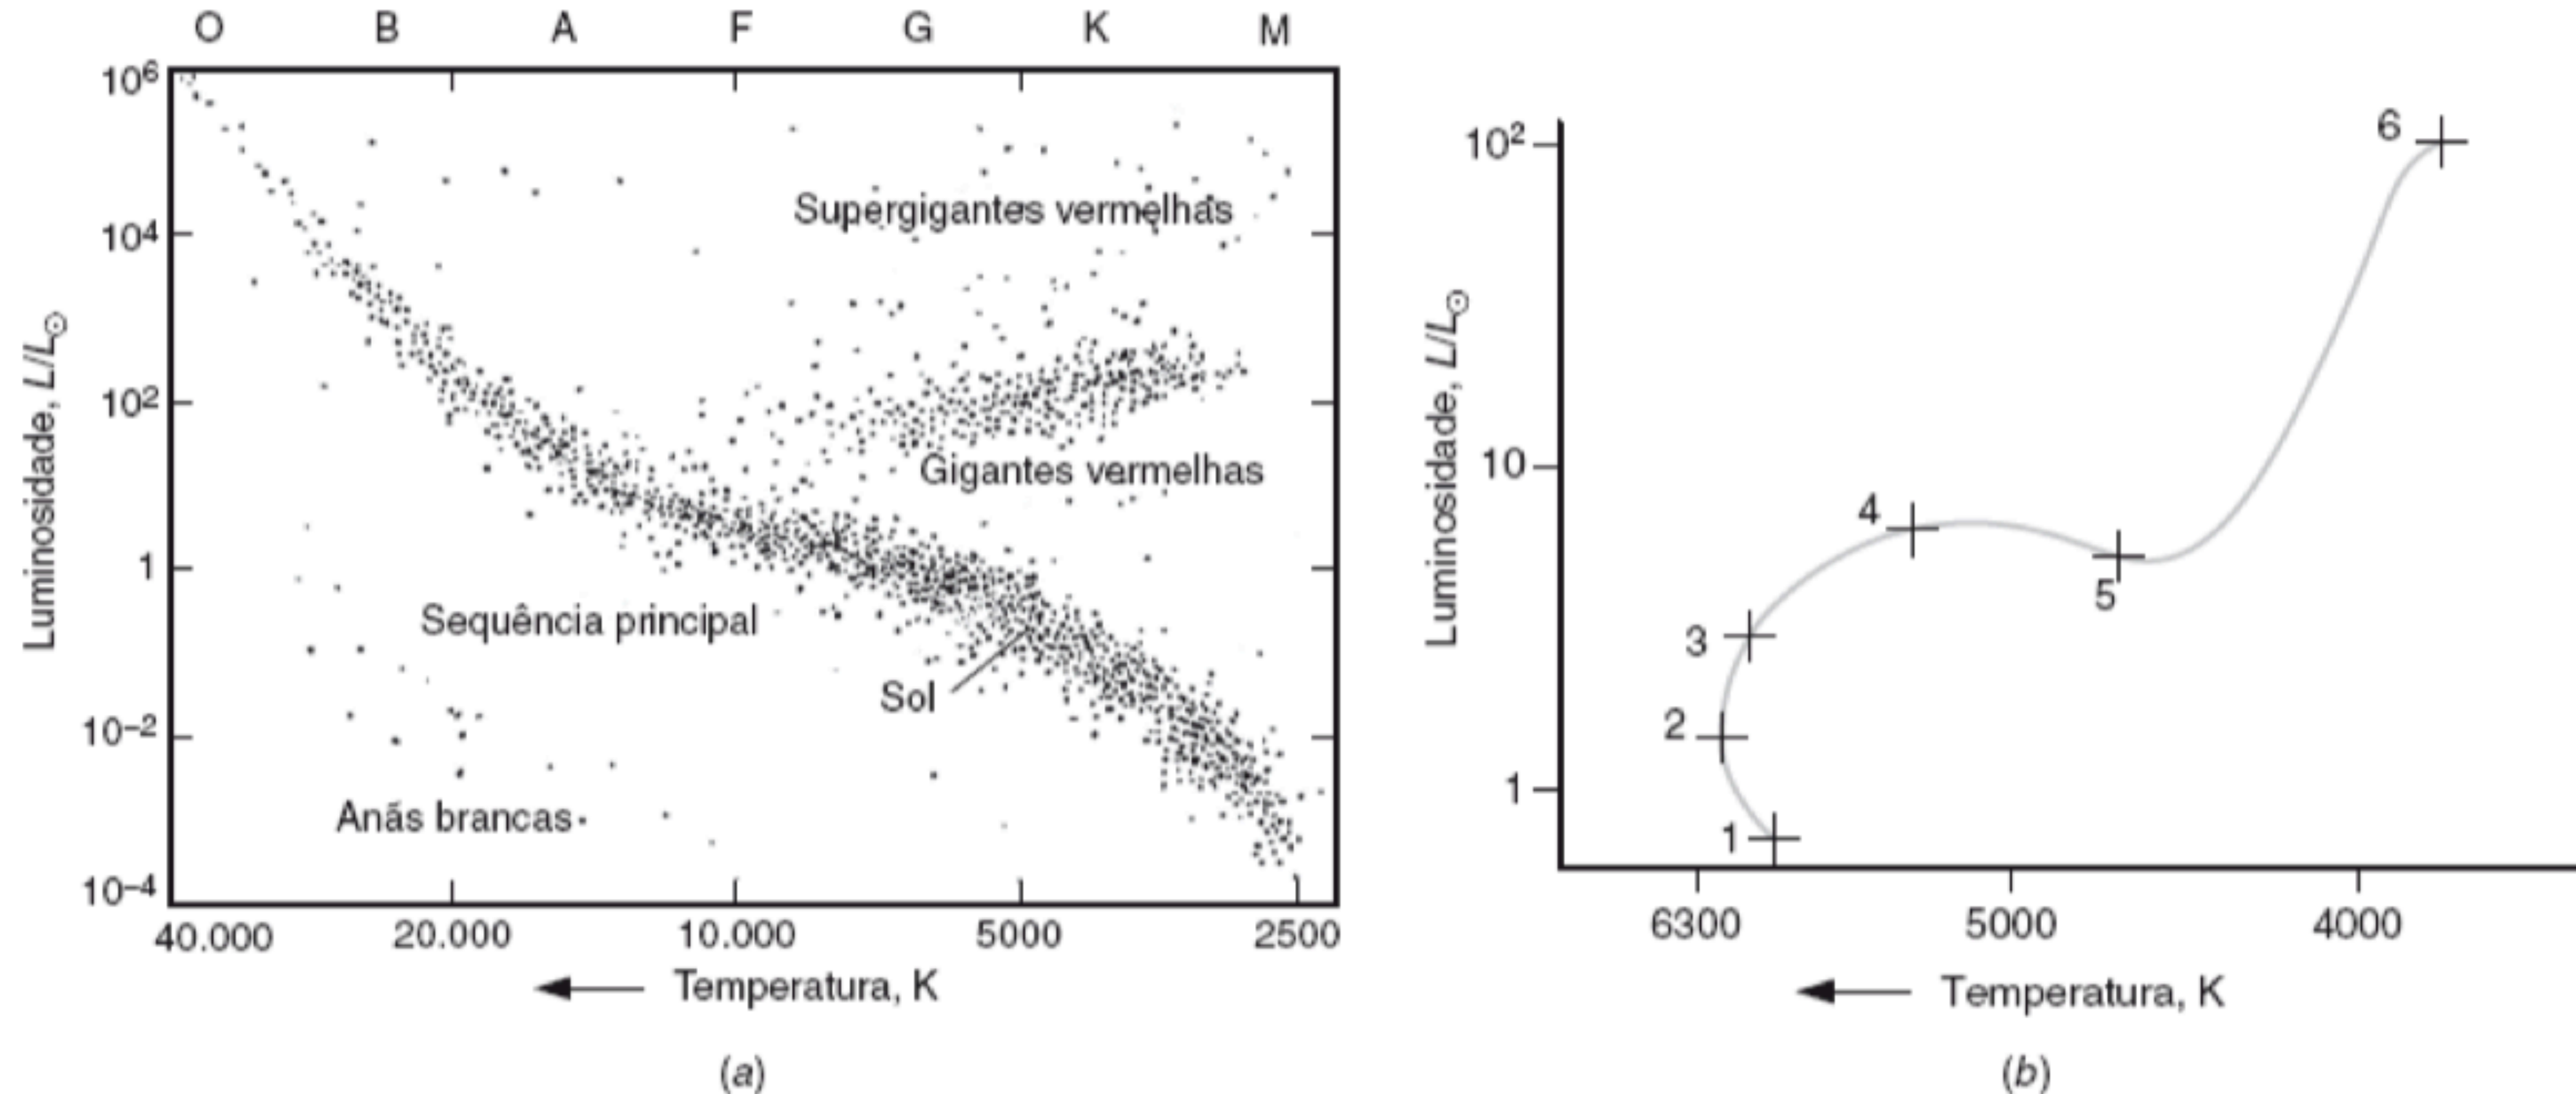 O B A F G K M
10⁶
10⁴
10²
1
10⁻²
10⁻⁴
Luminosidade, L/L☉
Supergigantes vermelhas
Gigantes vermelhas
Sequência principal
Sol
Anãs brancas
40.000 20.000 10.000 5000 2500
Temperatura, K
(a)
10²
10
1
Luminosidade, L/L☉
6
4
5
3
2
1
6300 5000 4000
Temperatura, K
(b)